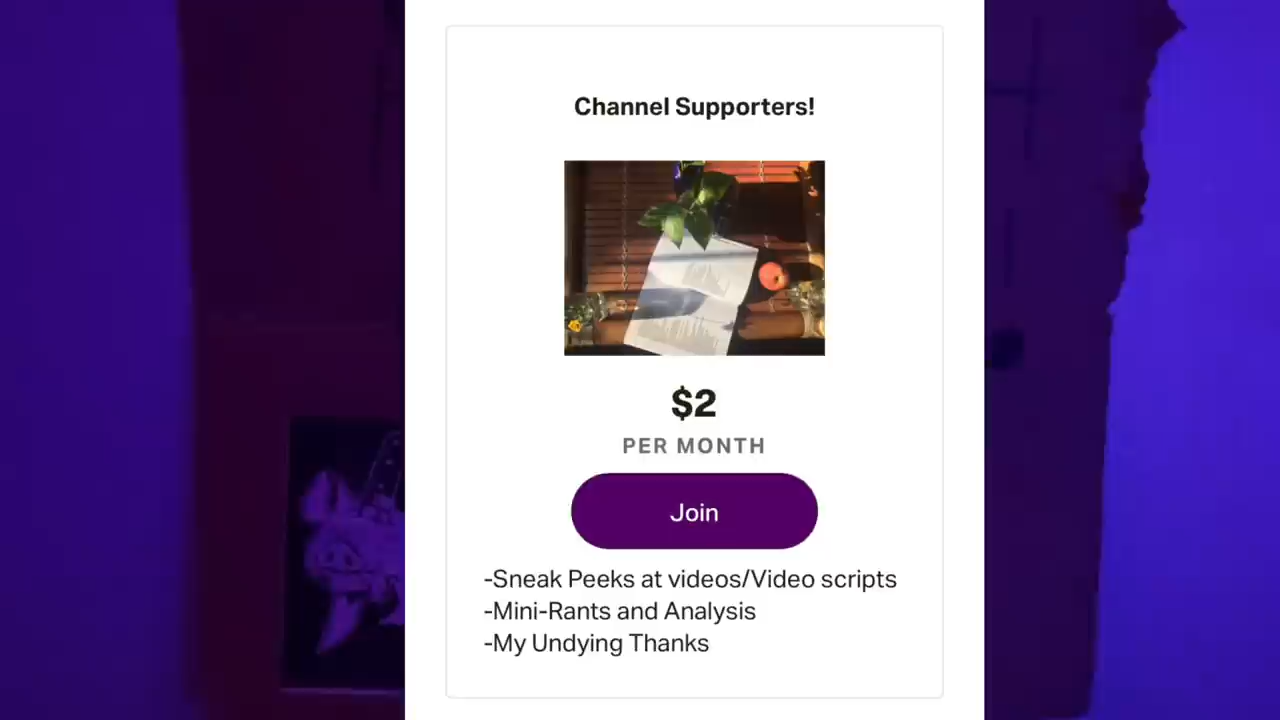 Channel Supporters!
$2
PER MONTH
Join
-Sneak Peeks at videos/Video scripts
-Mini-Rants and Analysis
-My Undying Thanks